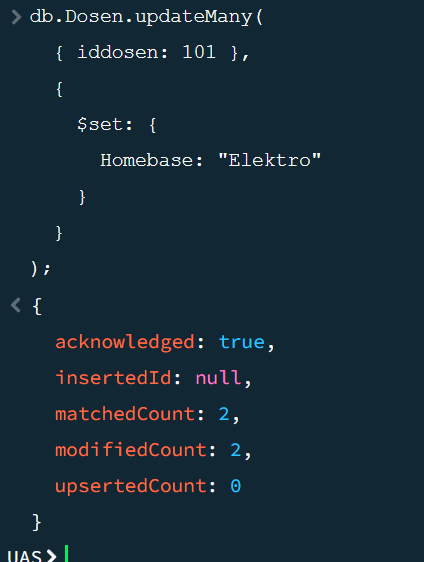 > db.Dosen.updateMany(
{ iddosen: 101 },
{
$set: {
Homebase: "Elektro"
}
}
);
< {
acknowledged: true,
insertedId: null,
matchedCount: 2,
modifiedCount: 2,
upsertedCount: 0
}
UAS>